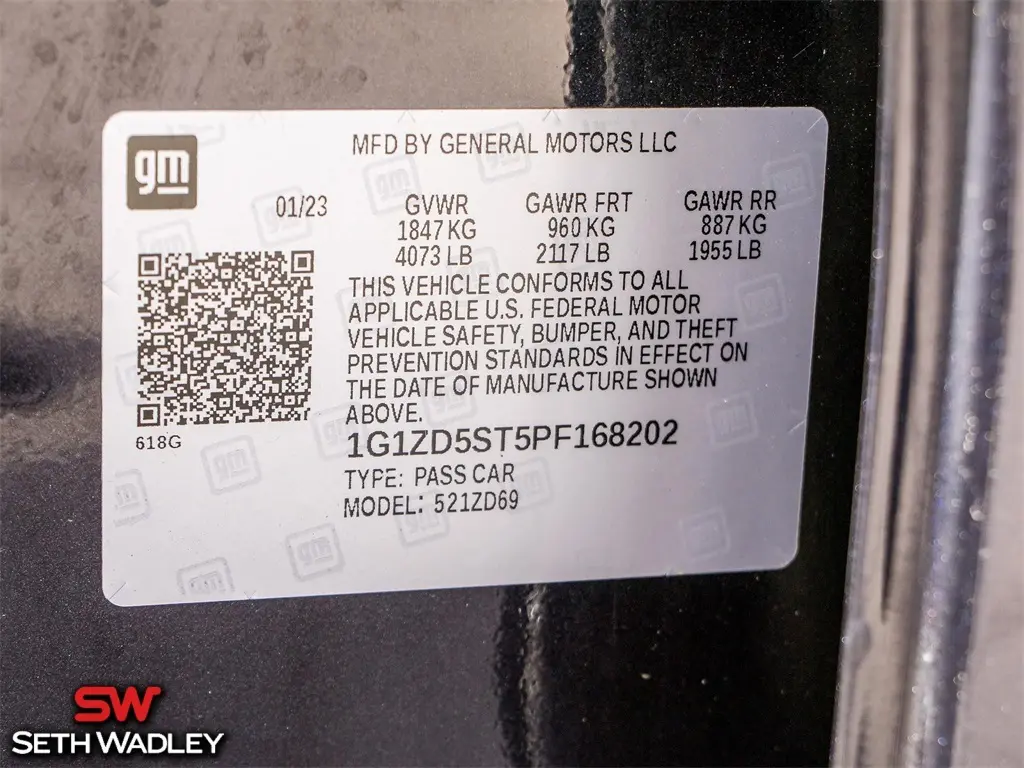 gm
MFD BY GENERAL MOTORS LLC
01/23 GVWR GAWR FRT GAWR RR
1847 KG 960 KG 887 KG
4073 LB 2117 LB 1955 LB
THIS VEHICLE CONFORMS TO ALL
APPLICABLE U.S. FEDERAL MOTOR
VEHICLE SAFETY, BUMPER, AND THEFT
PREVENTION STANDARDS IN EFFECT ON
THE DATE OF MANUFACTURE SHOWN
ABOVE.
618G
1G1ZD5ST5PF168202
TYPE: PASS CAR
MODEL: 521ZD69
SW
SETH WADLEY